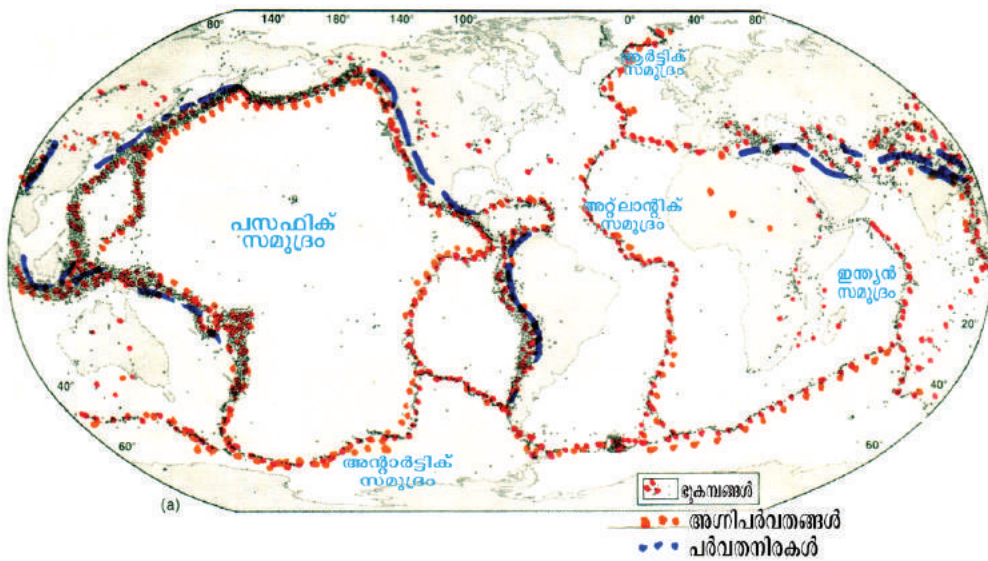 80° 140° 140° 100° 0° 40° 80°
ആർട്ടിക്
സമുദ്രം
പസഫിക്
സമുദ്രം
അറ്റ്ലാന്റിക്
സമുദ്രം
ഇന്ത്യൻ
സമുദ്രം
0°
20°
40°
40°
60°
60°
അന്റാർട്ടിക്
സമുദ്രം
(a)
ഭൂകമ്പങ്ങൾ
അഗ്നിപർവതങ്ങൾ
പർവതനിരകൾ